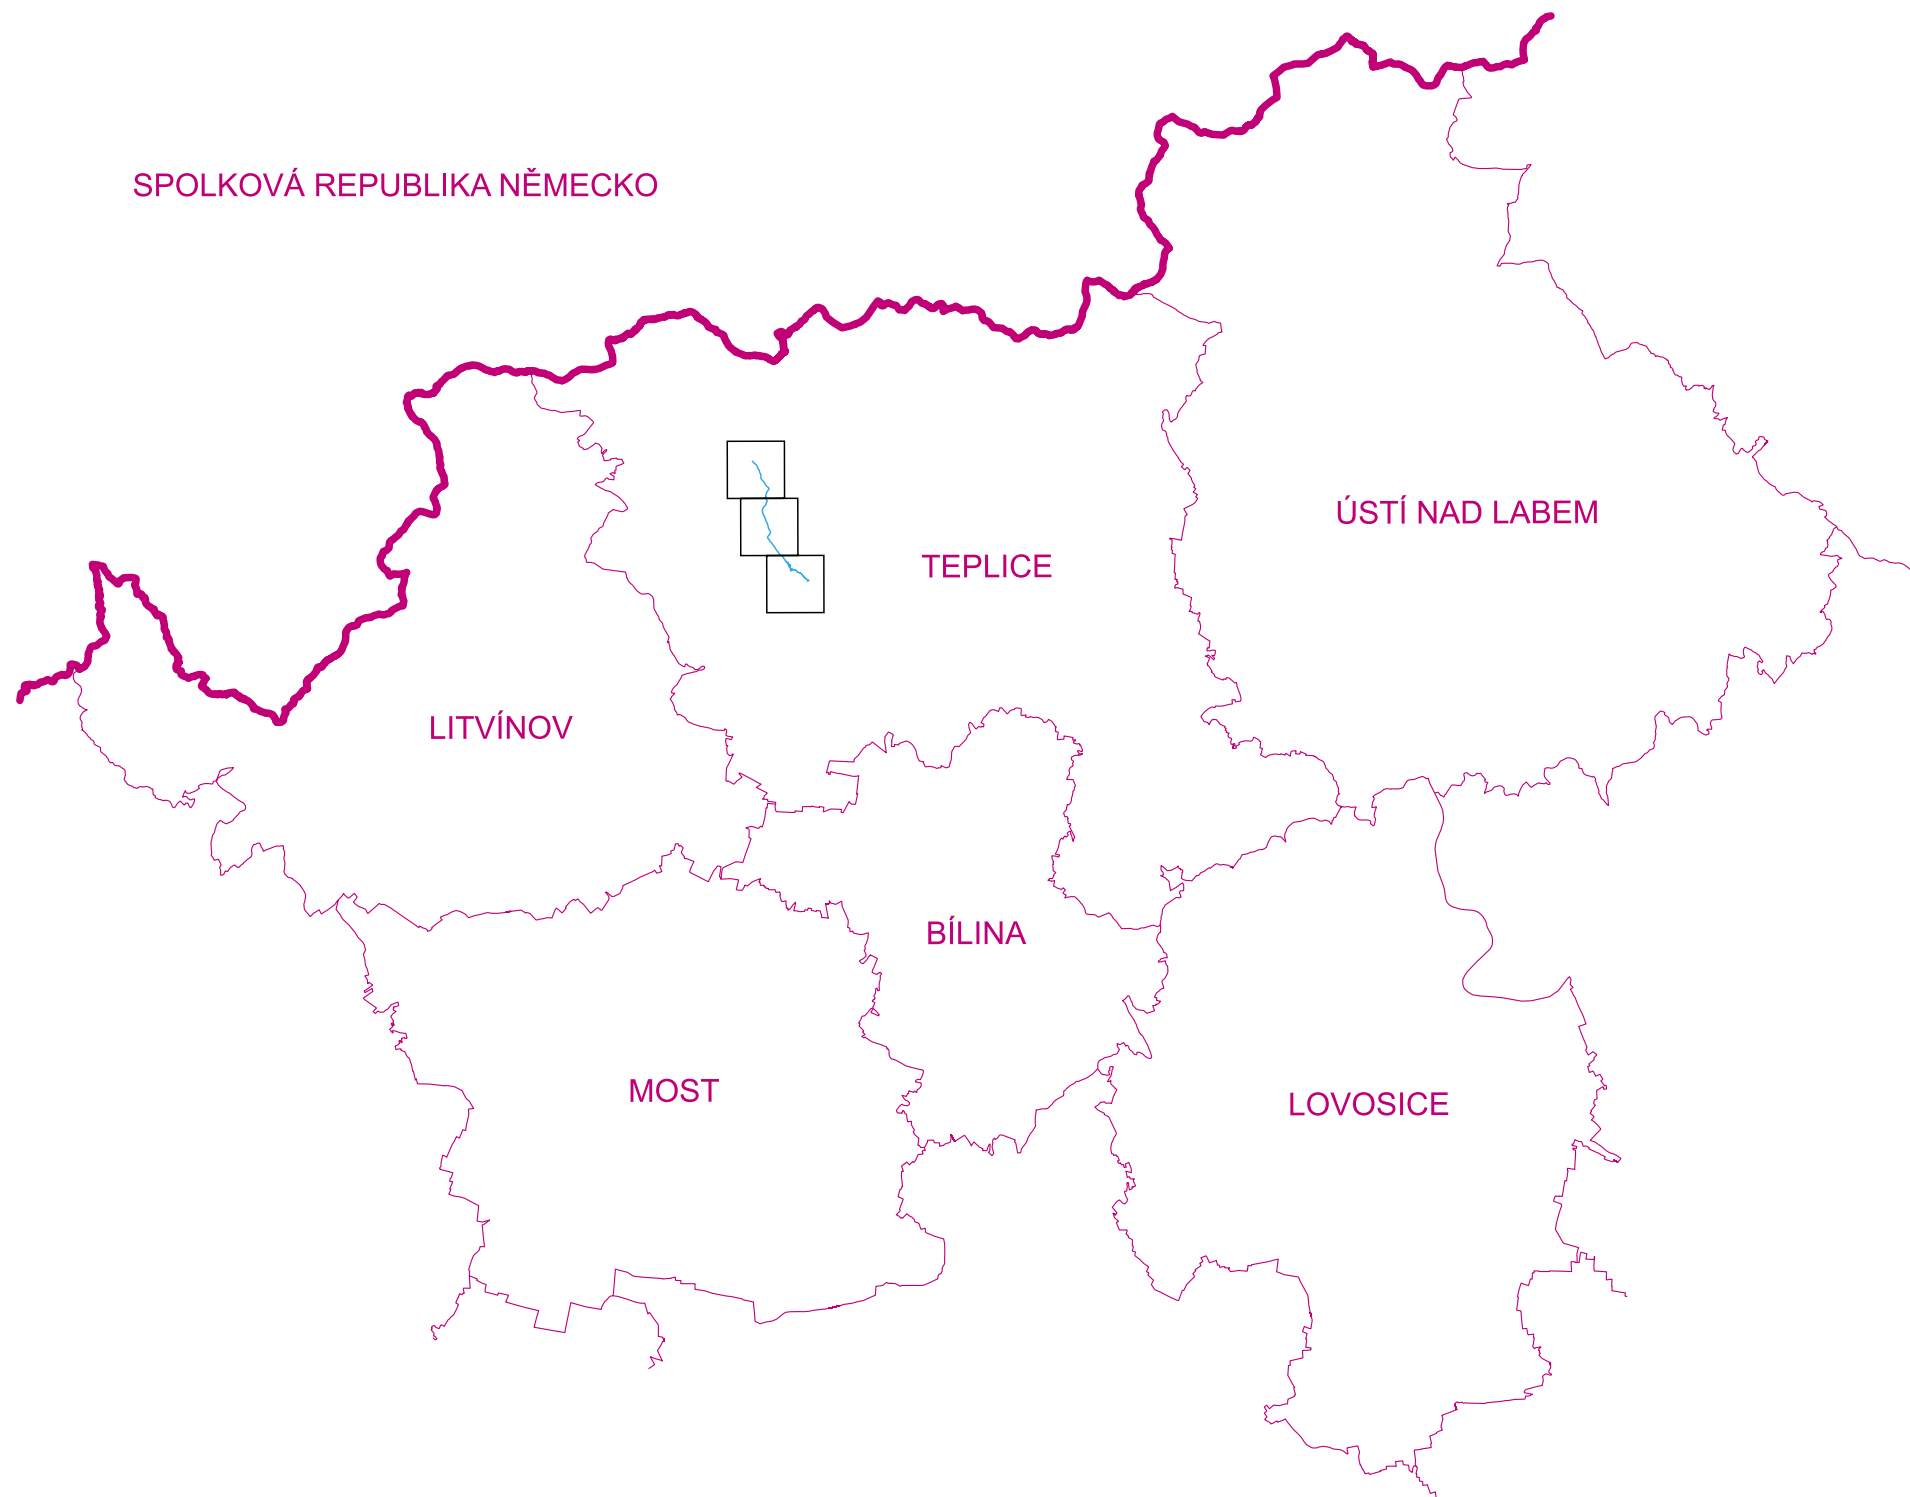 SPOLKOVÁ REPUBLIKA NĚMECKO
ÚSTÍ NAD LABEM
TEPLICE
LITVÍNOV
BÍLINA
MOST
LOVOSICE